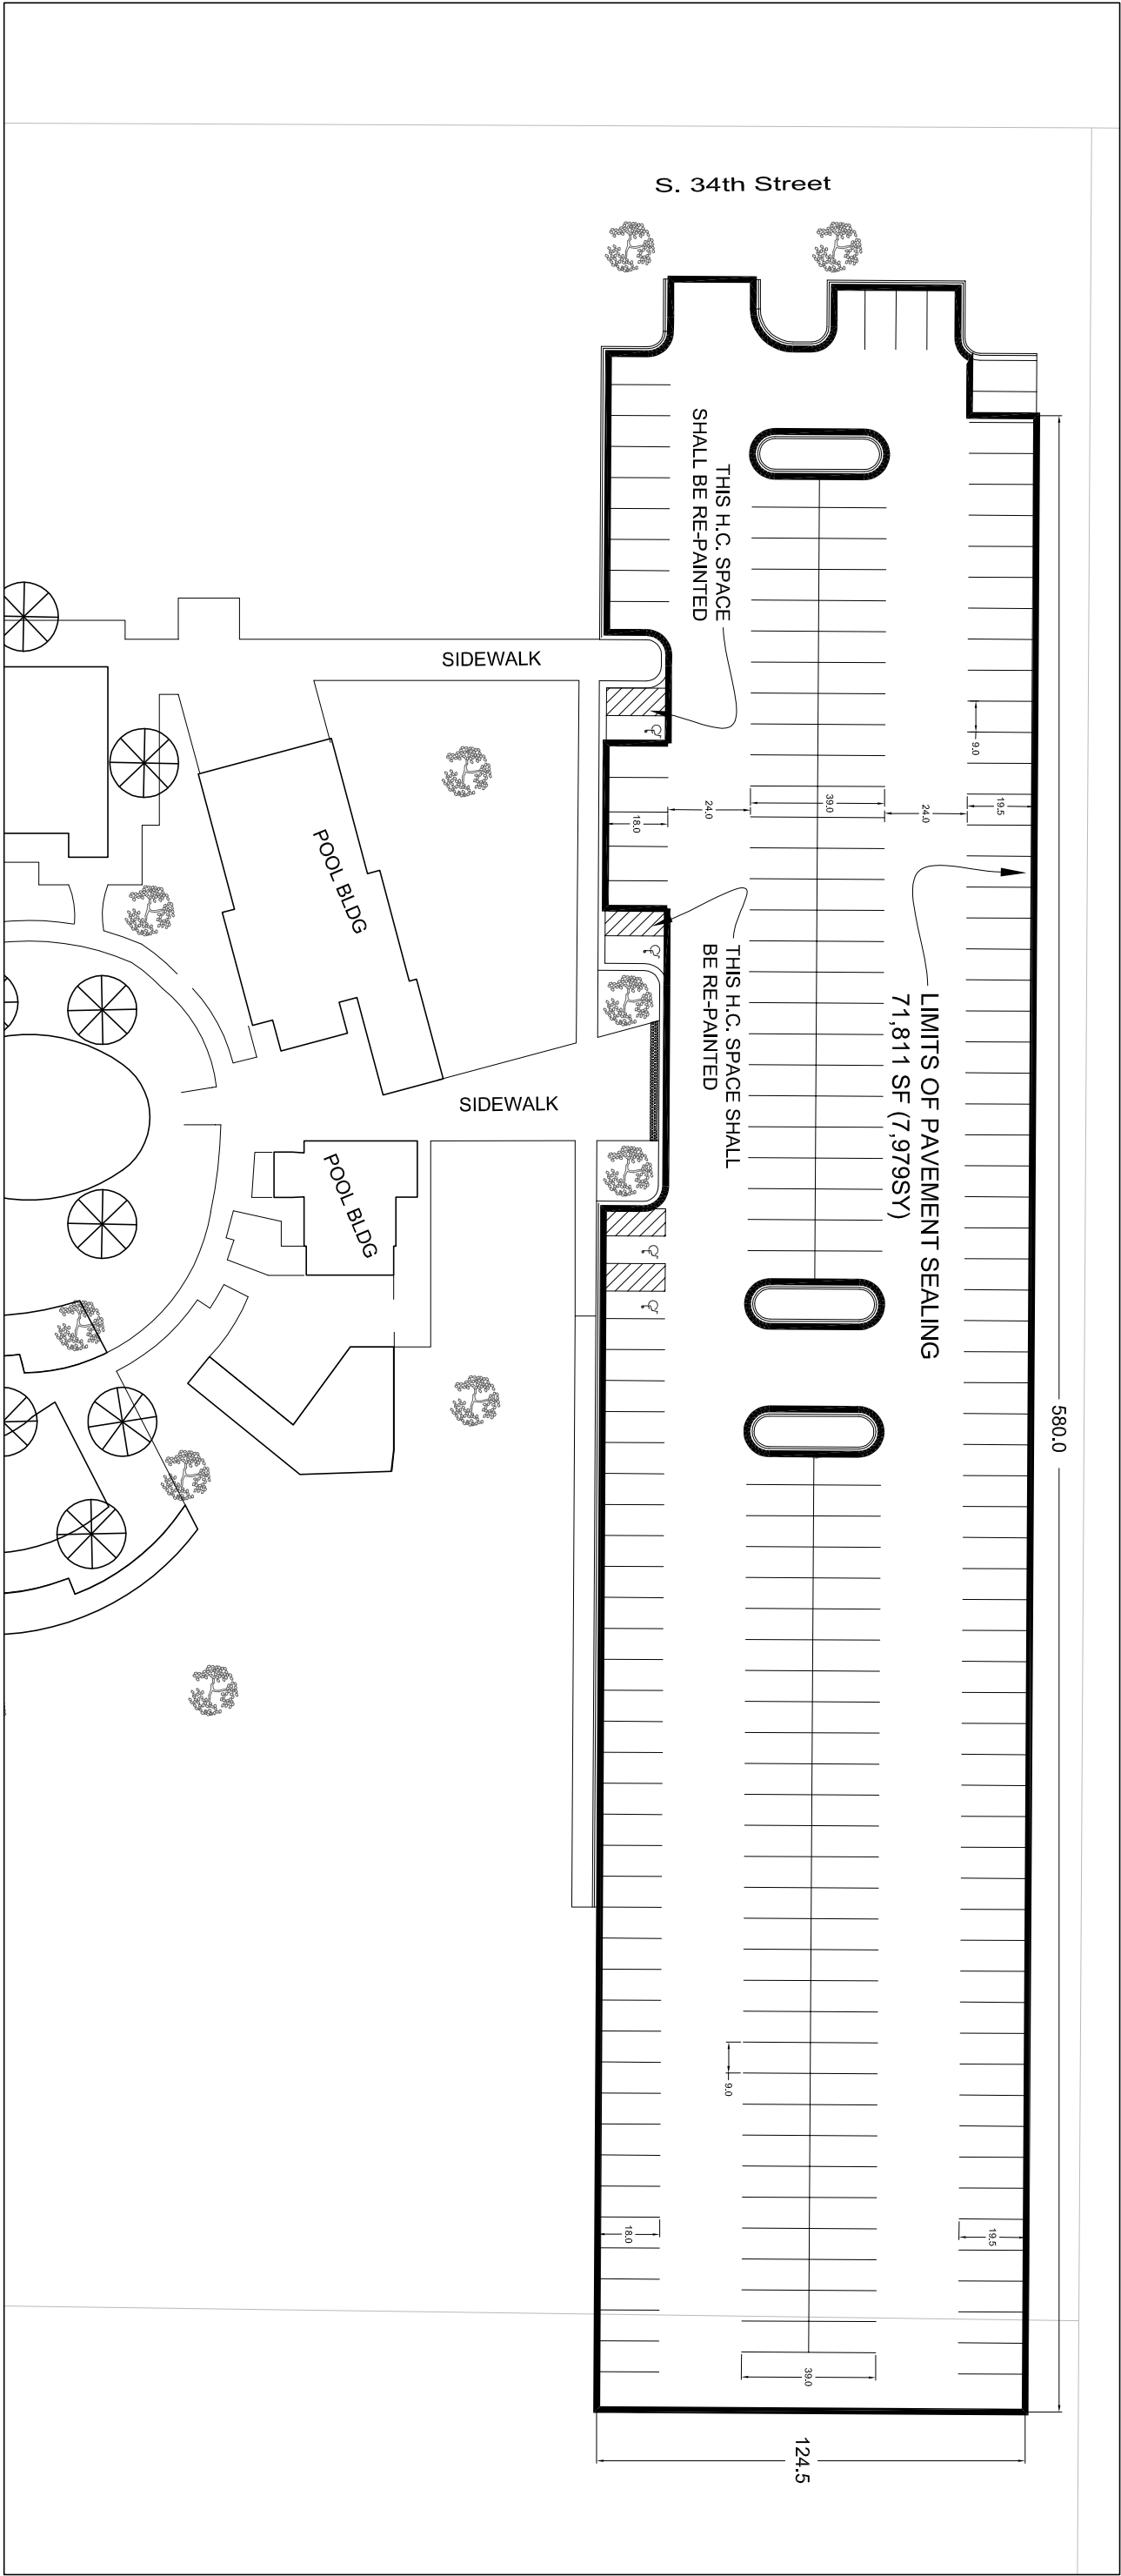 S. 34th Street
THIS H.C. SPACE
SHALL BE RE-PAINTED
SIDEWALK
9.0
19.5
24.0
39.0
24.0
18.0
POOL BLDG
LIMITS OF PAVEMENT SEALING
71,811 SF (7,979SY)
THIS H.C. SPACE SHALL
BE RE-PAINTED
SIDEWALK
POOL BLDG
580.0
9.0
18.0
19.5
39.0
124.5